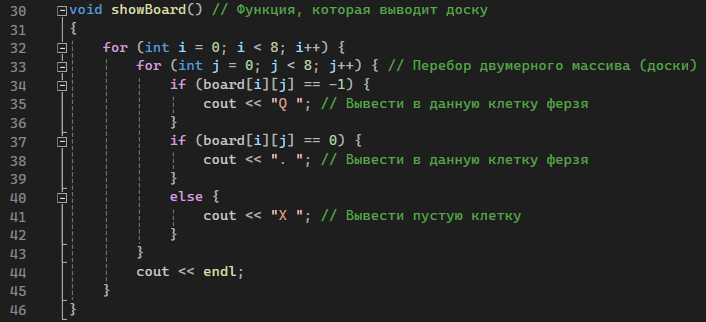 30 void showBoard() // Функция, которая выводит доску
31 {
32     for (int i = 0; i < 8; i++) {
33         for (int j = 0; j < 8; j++) { // Перебор двумерного массива (доски)
34             if (board[i][j] == -1) {
35                 cout << "Q "; // Вывести в данную клетку ферзя
36             }
37             if (board[i][j] == 0) {
38                 cout << ". "; // Вывести в данную клетку ферзя
39             }
40             else {
41                 cout << "X "; // Вывести пустую клетку
42             }
43         }
44         cout << endl;
45     }
46 }